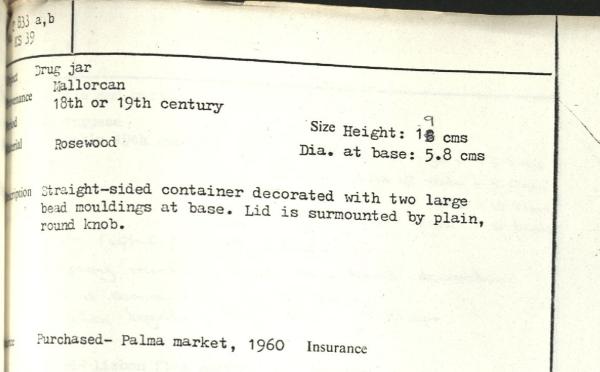 833 a,b
KS 39
Drug jar
Mallorcan
18th or 19th century
Size Height: 19 cms
Rosewood
Dia. at base: 5.8 cms
Straight-sided container decorated with two large
bead mouldings at base. Lid is surmounted by plain,
round knob.
Purchased- Palma market, 1960 Insurance